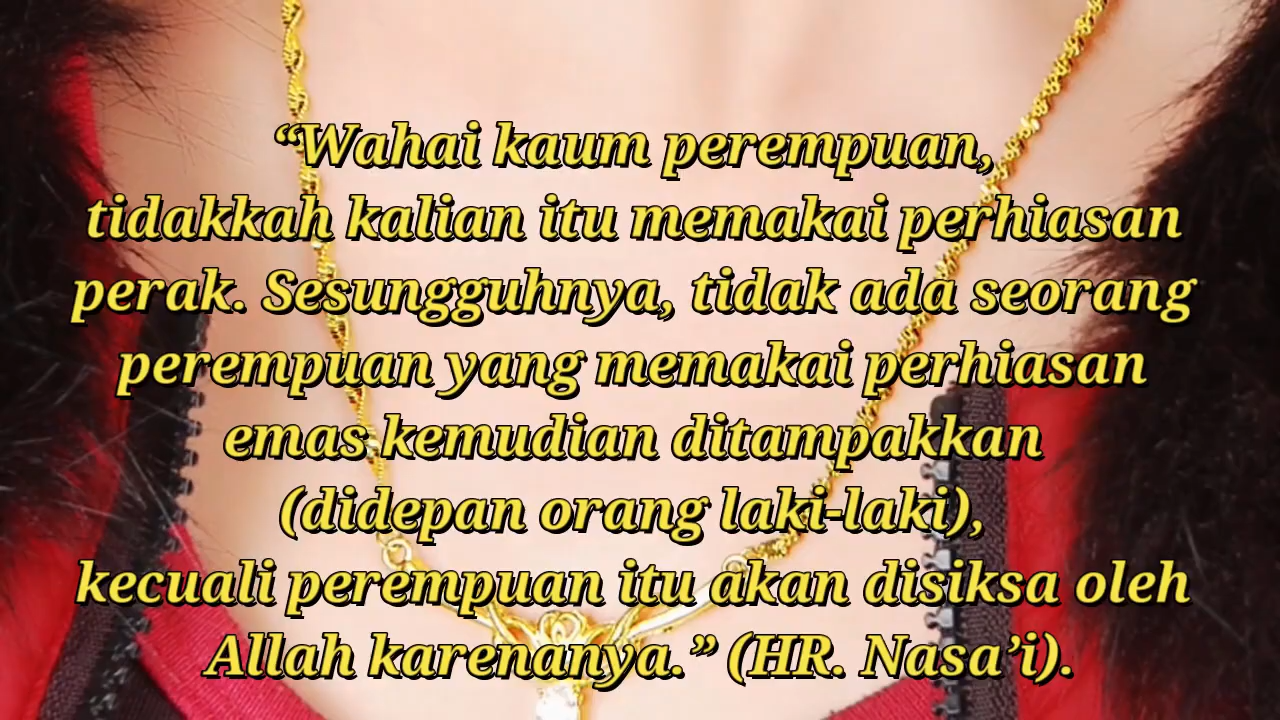 “Wahai kaum perempuan,
tidakkah kalian itu memakai perhiasan
perak. Sesungguhnya, tidak ada seorang
perempuan yang memakai perhiasan
emas kemudian ditampakkan
(didepan orang laki-laki),
kecuali perempuan itu akan disiksa oleh
Allah karenanya.” (HR. Nasa’i).